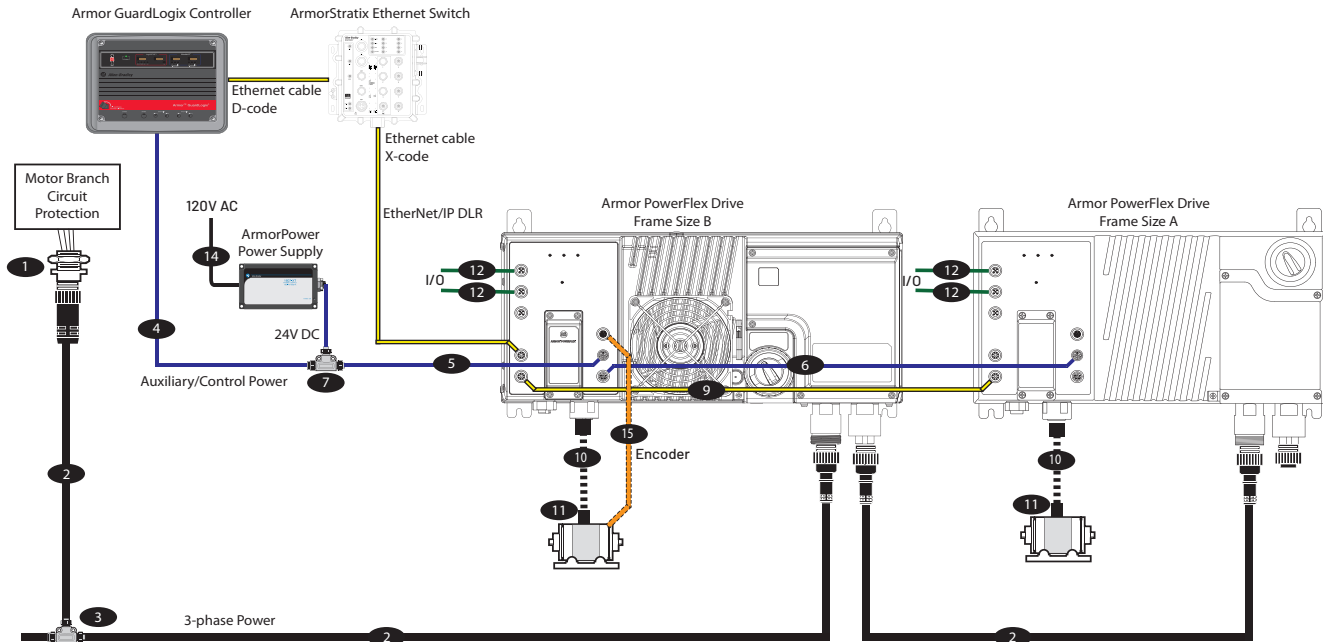 Armor GuardLogix Controller
ArmorStratix Ethernet Switch
Ethernet cable
D-code
Ethernet cable
X-code
Motor Branch
Circuit
Protection
120V AC
ArmorPower
Power Supply
EtherNet/IP DLR
Armor PowerFlex Drive
Frame Size B
Armor PowerFlex Drive
Frame Size A
1
14
12
I/O
12
12
I/O
12
4
24V DC
5
6
7
Auxiliary/Control Power
9
2
15
Encoder
10
10
11
11
3
3-phase Power
2
2